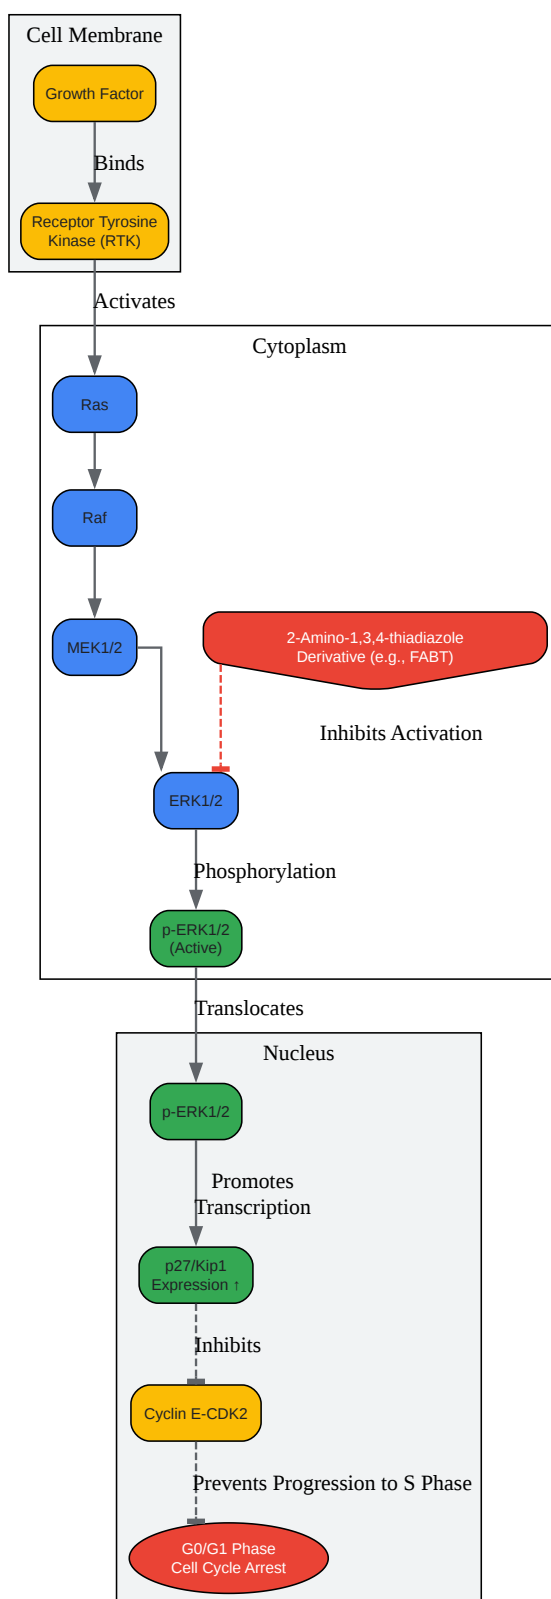 Cell Membrane
Growth Factor
Binds
Receptor Tyrosine
Kinase (RTK)
Activates
Cytoplasm
Ras
Raf
MEK1/2
2-Amino-1,3,4-thiadiazole
Derivative (e.g., FABT)
Inhibits Activation
ERK1/2
Phosphorylation
p-ERK1/2
(Active)
Translocates
Nucleus
p-ERK1/2
Promotes
Transcription
p27/Kip1
Expression ↑
Inhibits
Cyclin E-CDK2
Prevents Progression to S Phase
G0/G1 Phase
Cell Cycle Arrest